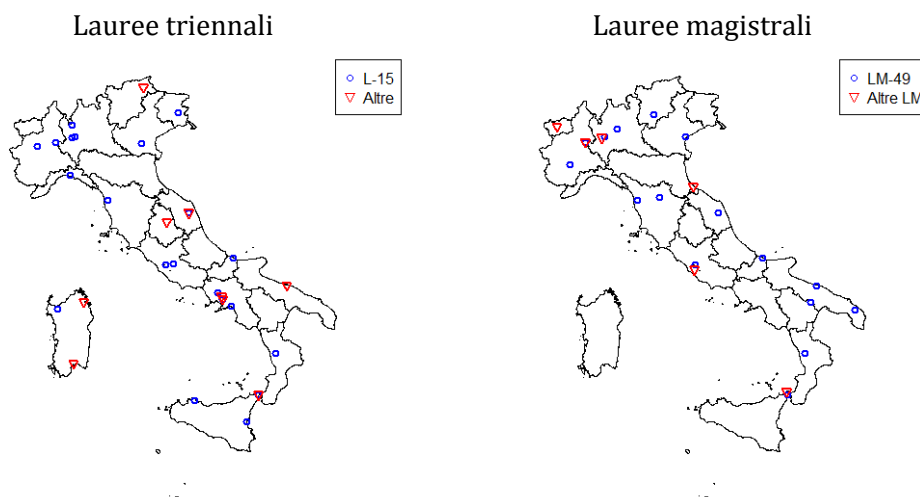 Lauree triennali
L-15
Altre
Lauree magistrali
LM-49
Altre LM